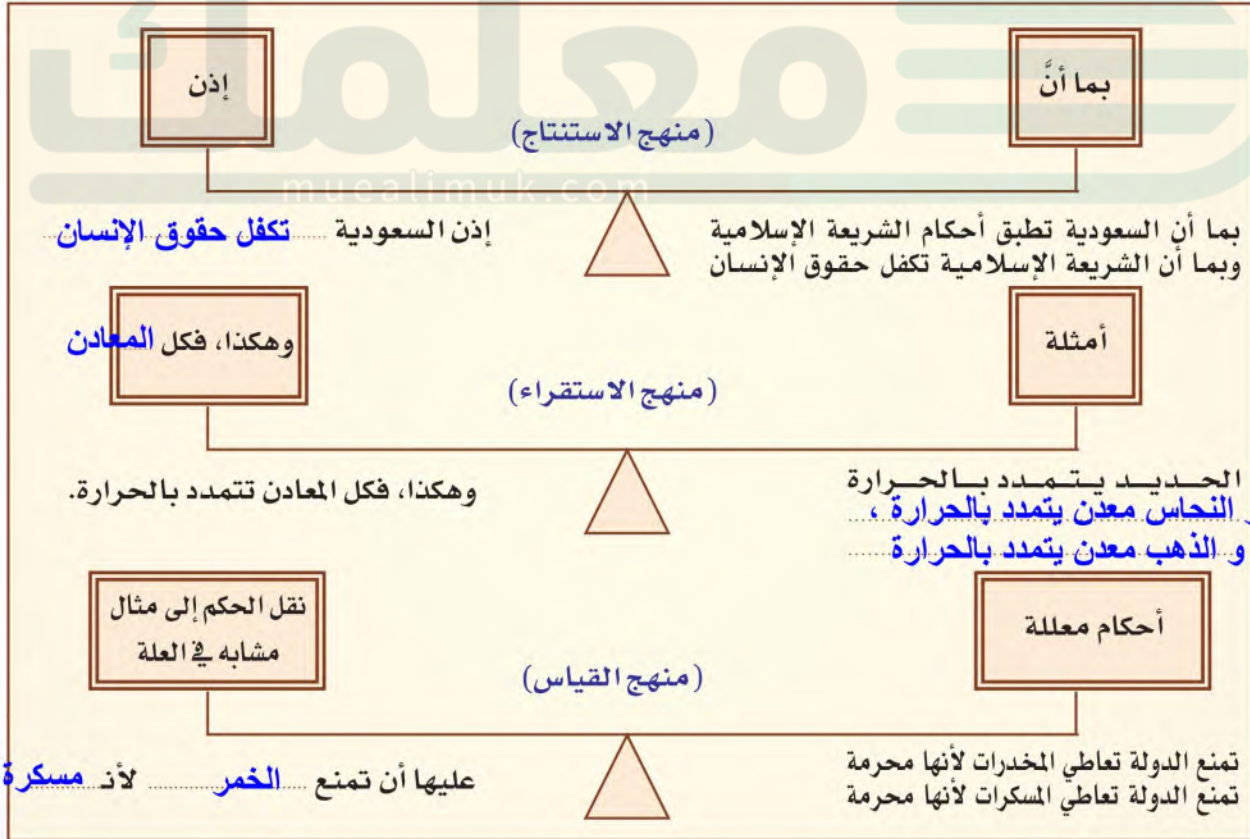 معلمك
بما أنَّ
إذن
(منهج الاستنتاج)
muealimuk.com
بما أن السعودية تطبق أحكام الشريعة الإسلامية
وبما أن الشريعة الإسلامية تكفل حقوق الإنسان
إذن السعودية تكفل حقوق الإنسان
أمثلة
وهكذا، فكل المعادن
(منهج الاستقراء)
الحديد يتمدد بالحرارة
النحاس معدن يتمدد بالحرارة ،
و الذهب معدن يتمدد بالحرارة
وهكذا، فكل المعادن تتمدد بالحرارة.
أحكام معللة
نقل الحكم إلى مثال
مشابه في العلة
(منهج القياس)
تمنع الدولة تعاطي المخدرات لأنها محرمة
تمنع الدولة تعاطي المسكرات لأنها محرمة
عليها أن تمنع الخمر لأنـ مسكرة